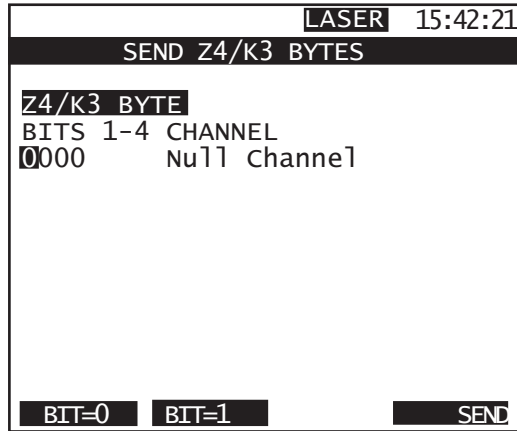 LASER 15:42:21
SEND Z4/K3 BYTES
Z4/K3 BYTE
BITS 1-4 CHANNEL
0000 Null Channel
BIT=0 BIT=1 SEND